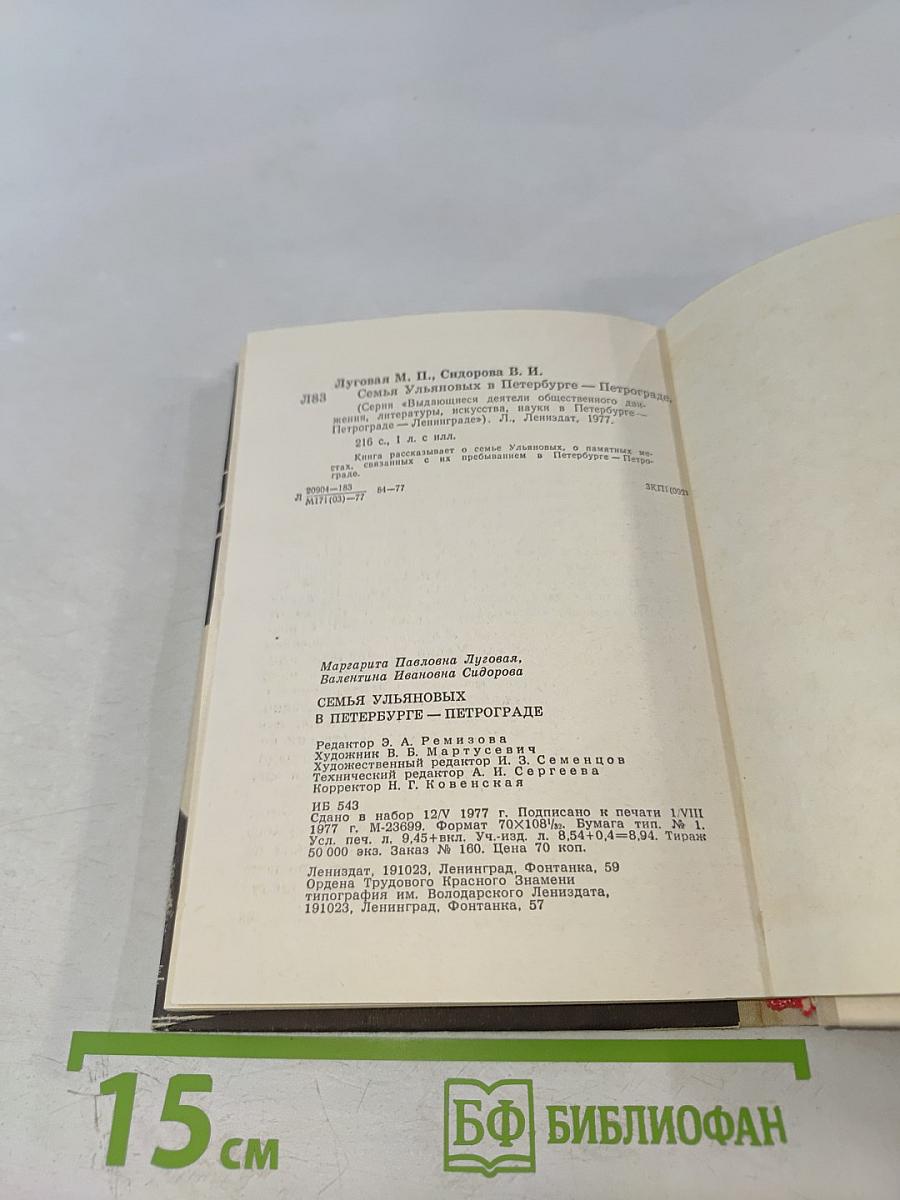 Луговая М. П., Сидорова В. И.
Л83 Семья Ульяновых в Петербурге — Петрограде,
(Серия «Выдающиеся деятели общественного дви-
жения, литературы, искусства, науки в Петербурге —
Петрограде — Ленинграде»). Л., Лениздат, 1977.
216 с., 1 л. с илл.
Книга рассказывает о семье Ульяновых, о памятных ме-
стах, связанных с их пребыванием в Петербурге — Петро-
граде.
Л 20904—183 84—77
М171(03)—77
3КП1(092)
Маргарита Павловна Луговая,
Валентина Ивановна Сидорова
СЕМЬЯ УЛЬЯНОВЫХ
В ПЕТЕРБУРГЕ — ПЕТРОГРАДЕ
Редактор Э. А. Ремизова
Художник В. Б. Мартусевич
Художественный редактор И. З. Семенцов
Технический редактор А. И. Сергеева
Корректор Н. Г. Ковенская
ИБ 543
Сдано в набор 12/V 1977 г. Подписано к печати 1/VIII
1977 г. М-23699. Формат 70×108¹/₃₂. Бумага тип. № 1.
Усл. печ. л. 9,45+вкл. Уч.-изд. л. 8,54+0,4=8,94. Тираж
50 000 экз. Заказ № 160. Цена 70 коп.
Лениздат, 191023, Ленинград, Фонтанка, 59
Ордена Трудового Красного Знамени
типография им. Володарского Лениздата,
191023, Ленинград, Фонтанка, 57
15 см
БФ БИБЛИОФАН